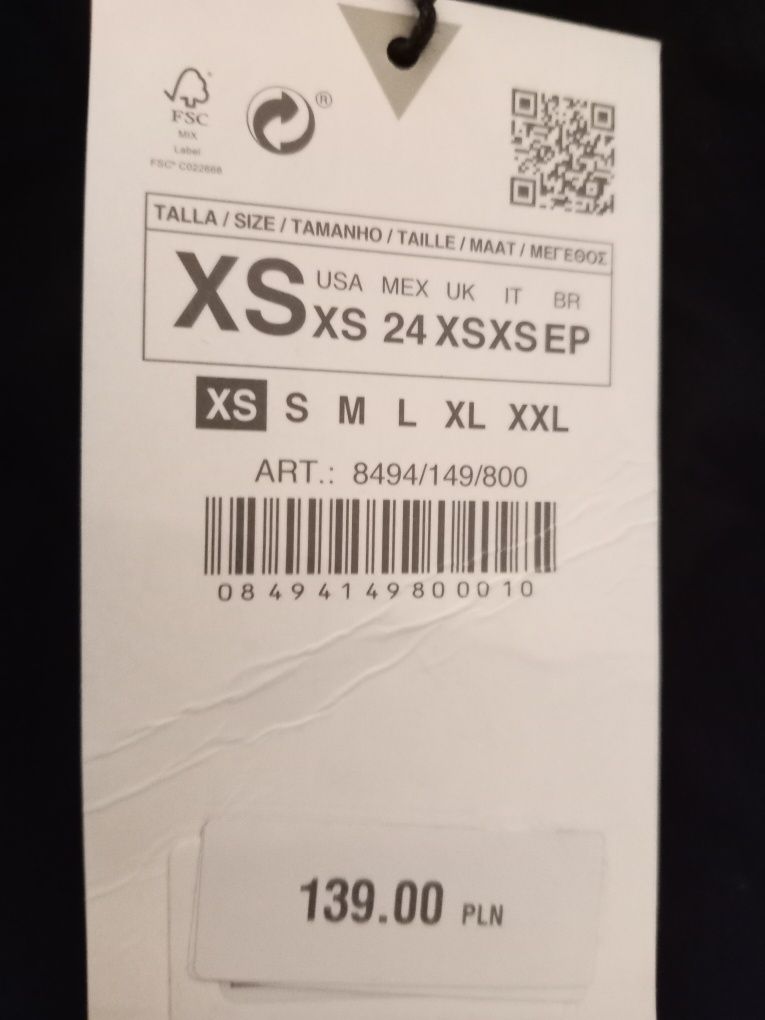 FSC
MIX
Label
FSC® C022666
®
TALLA / SIZE / TAMANHO / TAILLE / MAAT / ΜΕΓΕΘΟΣ
XS
USA MEX UK IT BR
XS 24 XS XS EP
XS S M L XL XXL
ART.: 8494/149/800
08494149800010
139.00 PLN